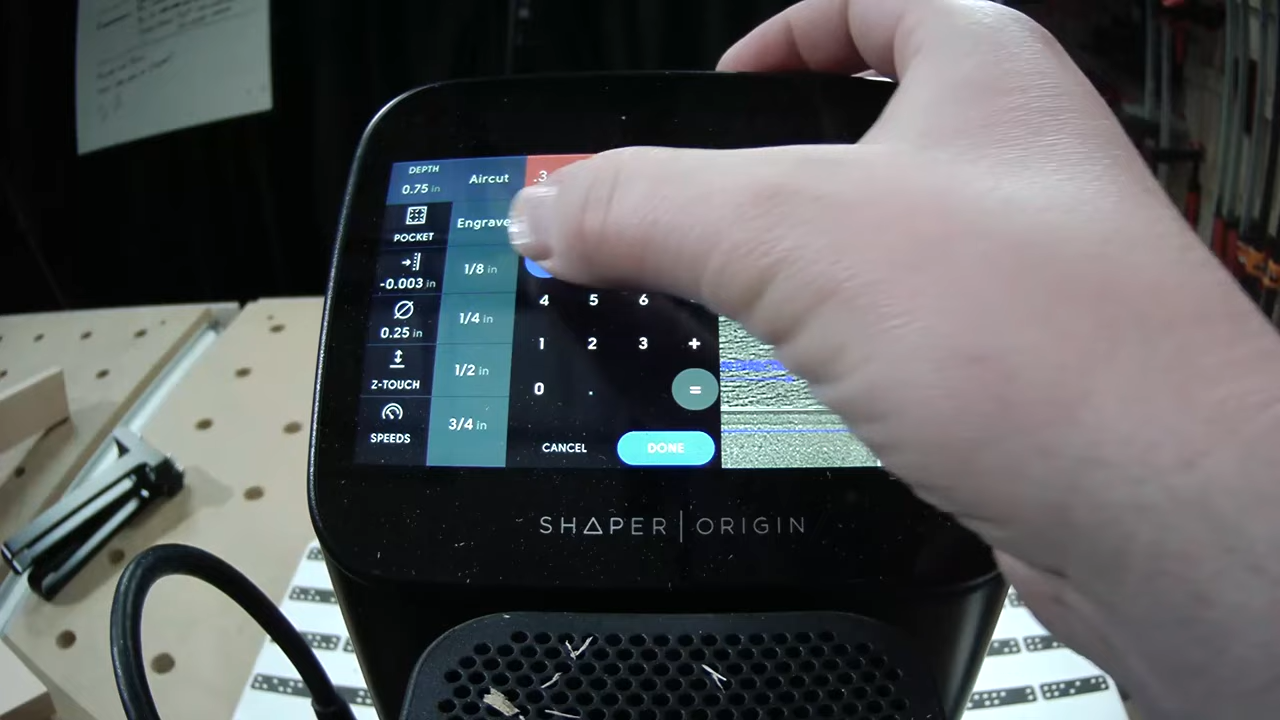 DEPTH
0.75 in
Aircut
.3
POCKET
Engrave
-0.003 in
1/8 in
4 5 6
0.25 in
1/4 in
1 2 3 +
Z-TOUCH
1/2 in
0 . =
SPEEDS
3/4 in
CANCEL DONE
SHAPER | ORIGIN